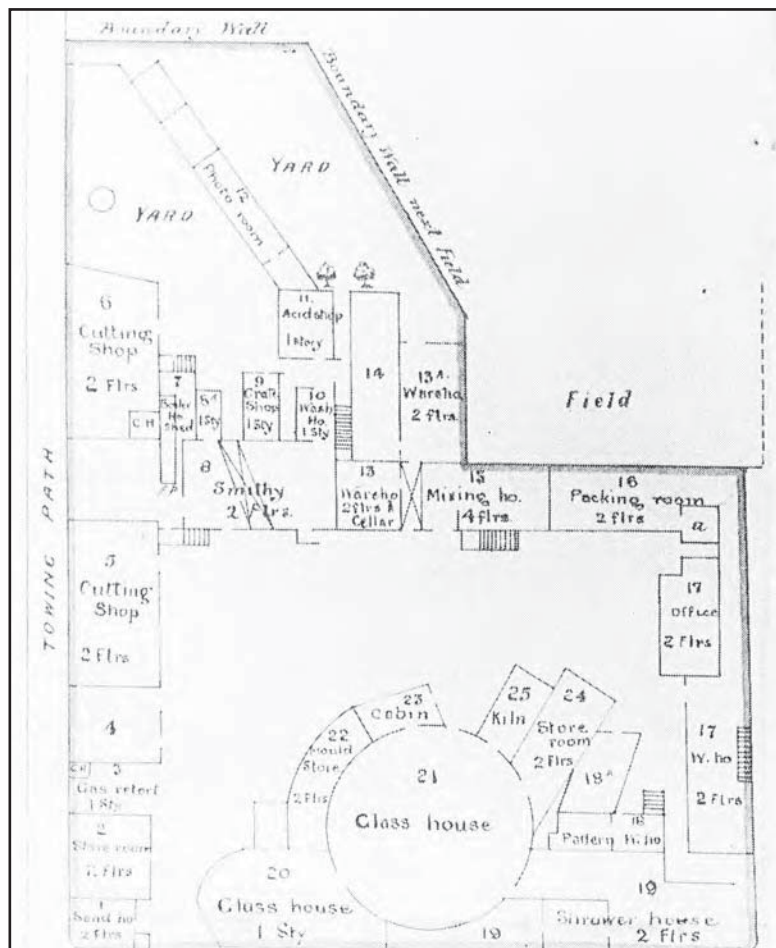 Boundary Wall
Boundary Wall next Field
YARD
YARD
12
Photo room
TOWING PATH
6
Cutting
Shop
2 Flrs
C.H
7
Shed
8A
1 Sty
9
Shop
1 Sty
10
Wash
Ho
1 Sty
11.
Acid shop
1 Story
14
13A.
Wareho
2 flrs.
Field
8
Smithy
2 Flrs.
13
Wareho
2 flrs &
Cellar
15
Mixing ho.
4 flrs.
16
Packing room
2 flrs
a
5
Cutting
Shop
2 Flrs
17
Office
2 Flrs
4
23
Cabin
22
Mould
Store
2 Flrs
25
Kiln
24
Store
room
2 Flrs
18A
17
W. ho
2 Flrs
3
Gas retort
1 Sty
21
Glass house
18
Pattern W. ho
2
Store room
2 Flrs
20
Glass house
1 Sty
19
19
2 Flrs
1
Sand ho
2 flrs